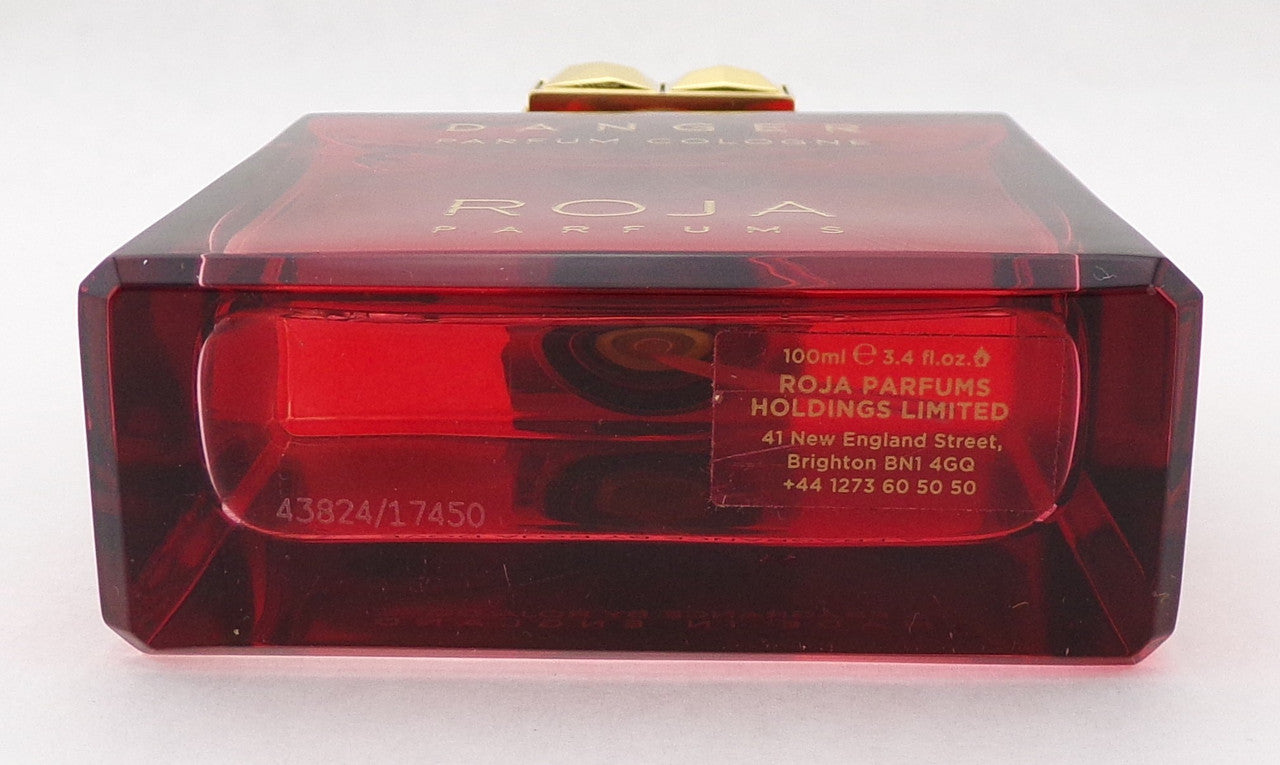 DANGER
PARFUM COLOGNE
ROJA
PARFUMS
100ml ℮ 3.4 fl.oz.
ROJA PARFUMS
HOLDINGS LIMITED
41 New England Street,
Brighton BN1 4GQ
+44 1273 60 50 50
43824/17450